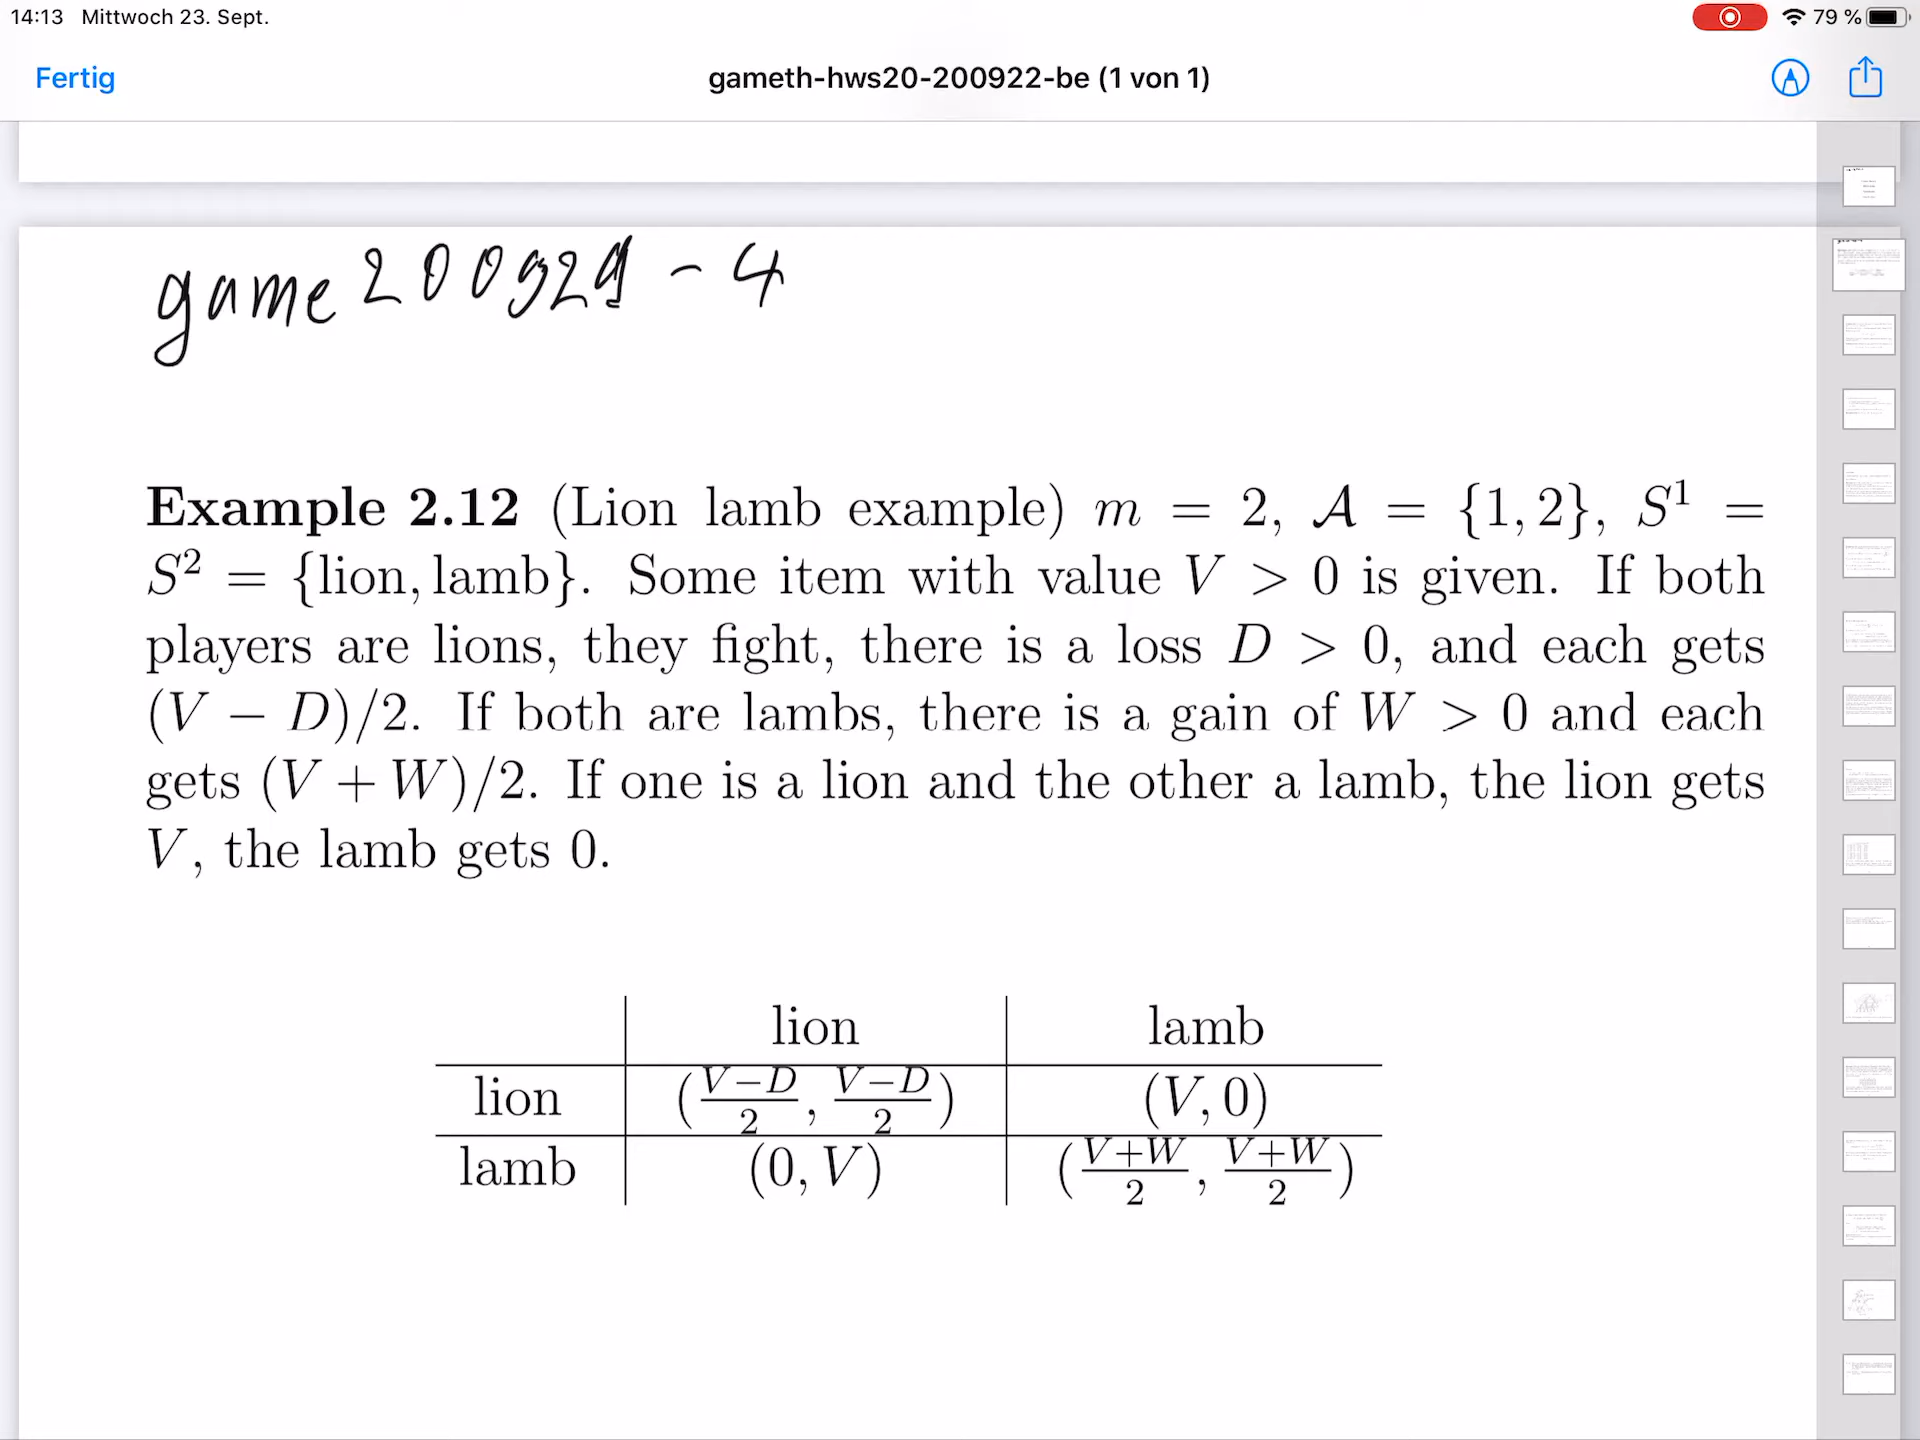 14:13 Mittwoch 23. Sept.
79 %
Fertig
gameth-hws20-200922-be (1 von 1)
game 200929 - 4
Example 2.12 (Lion lamb example) m = 2, 𝒜 = {1, 2}, S¹ =
S² = {lion, lamb}. Some item with value V > 0 is given. If both
players are lions, they fight, there is a loss D > 0, and each gets
(V − D)/2. If both are lambs, there is a gain of W > 0 and each
gets (V + W)/2. If one is a lion and the other a lamb, the lion gets
V, the lamb gets 0.
lion lamb
lion (V−D/2, V−D/2) (V, 0)
lamb (0, V) (V+W/2, V+W/2)